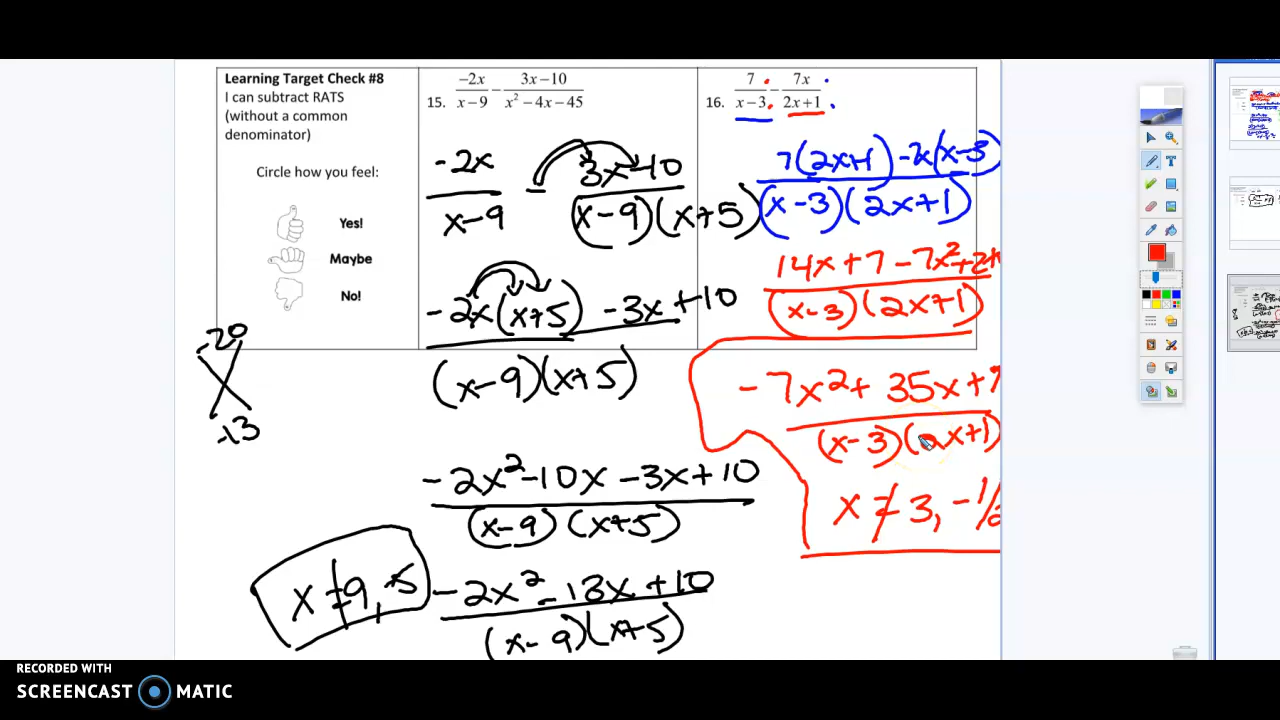 Learning Target Check #8
I can subtract RATS
(without a common
denominator)
Circle how you feel:
Yes!
Maybe
No!
-20
-13
15. -2x/(x-9) - (3x-10)/(x²-4x-45)
-2x/(x-9) - (3x-10)/((x-9)(x+5))
-2x(x+5) -3x+10
(x-9)(x+5)
-2x²-10x-3x+10
(x-9)(x+5)
-2x²-13x+10
(x-9)(x+5)
x≠9,-5
16. 7/(x-3) - 7x/(2x+1)
7(2x+1)-7x(x-3)
(x-3)(2x+1)
14x+7-7x²+2
(x-3)(2x+1)
-7x²+35x+7
(x-3)(2x+1)
x≠3,-1/2
RECORDED WITH
SCREENCAST MATIC